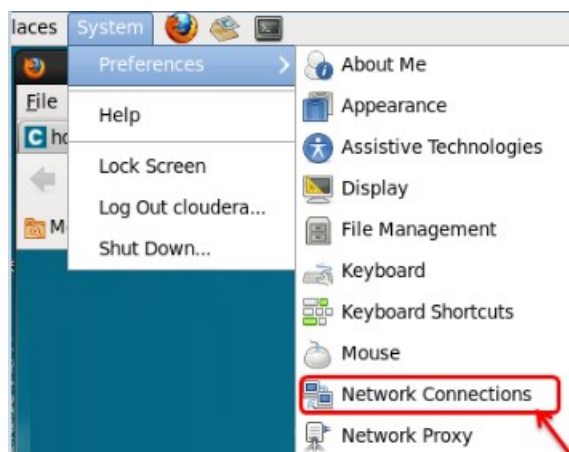 laces System
Preferences
File
Help
C ho
Lock Screen
Log Out cloudera...
M
Shut Down...
About Me
Appearance
Assistive Technologies
Display
File Management
Keyboard
Keyboard Shortcuts
Mouse
Network Connections
Network Proxy